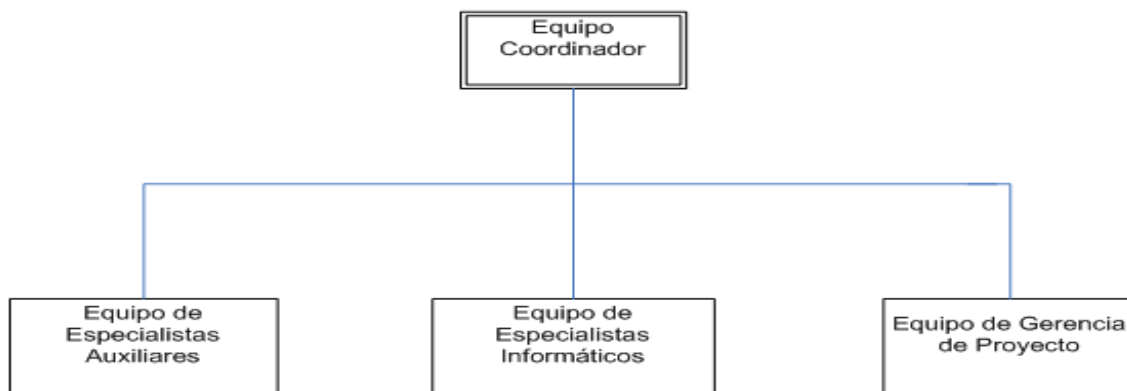 Equipo
Coordinador
Equipo de
Especialistas
Auxiliares
Equipo de
Especialistas
Informáticos
Equipo de Gerencia
de Proyecto